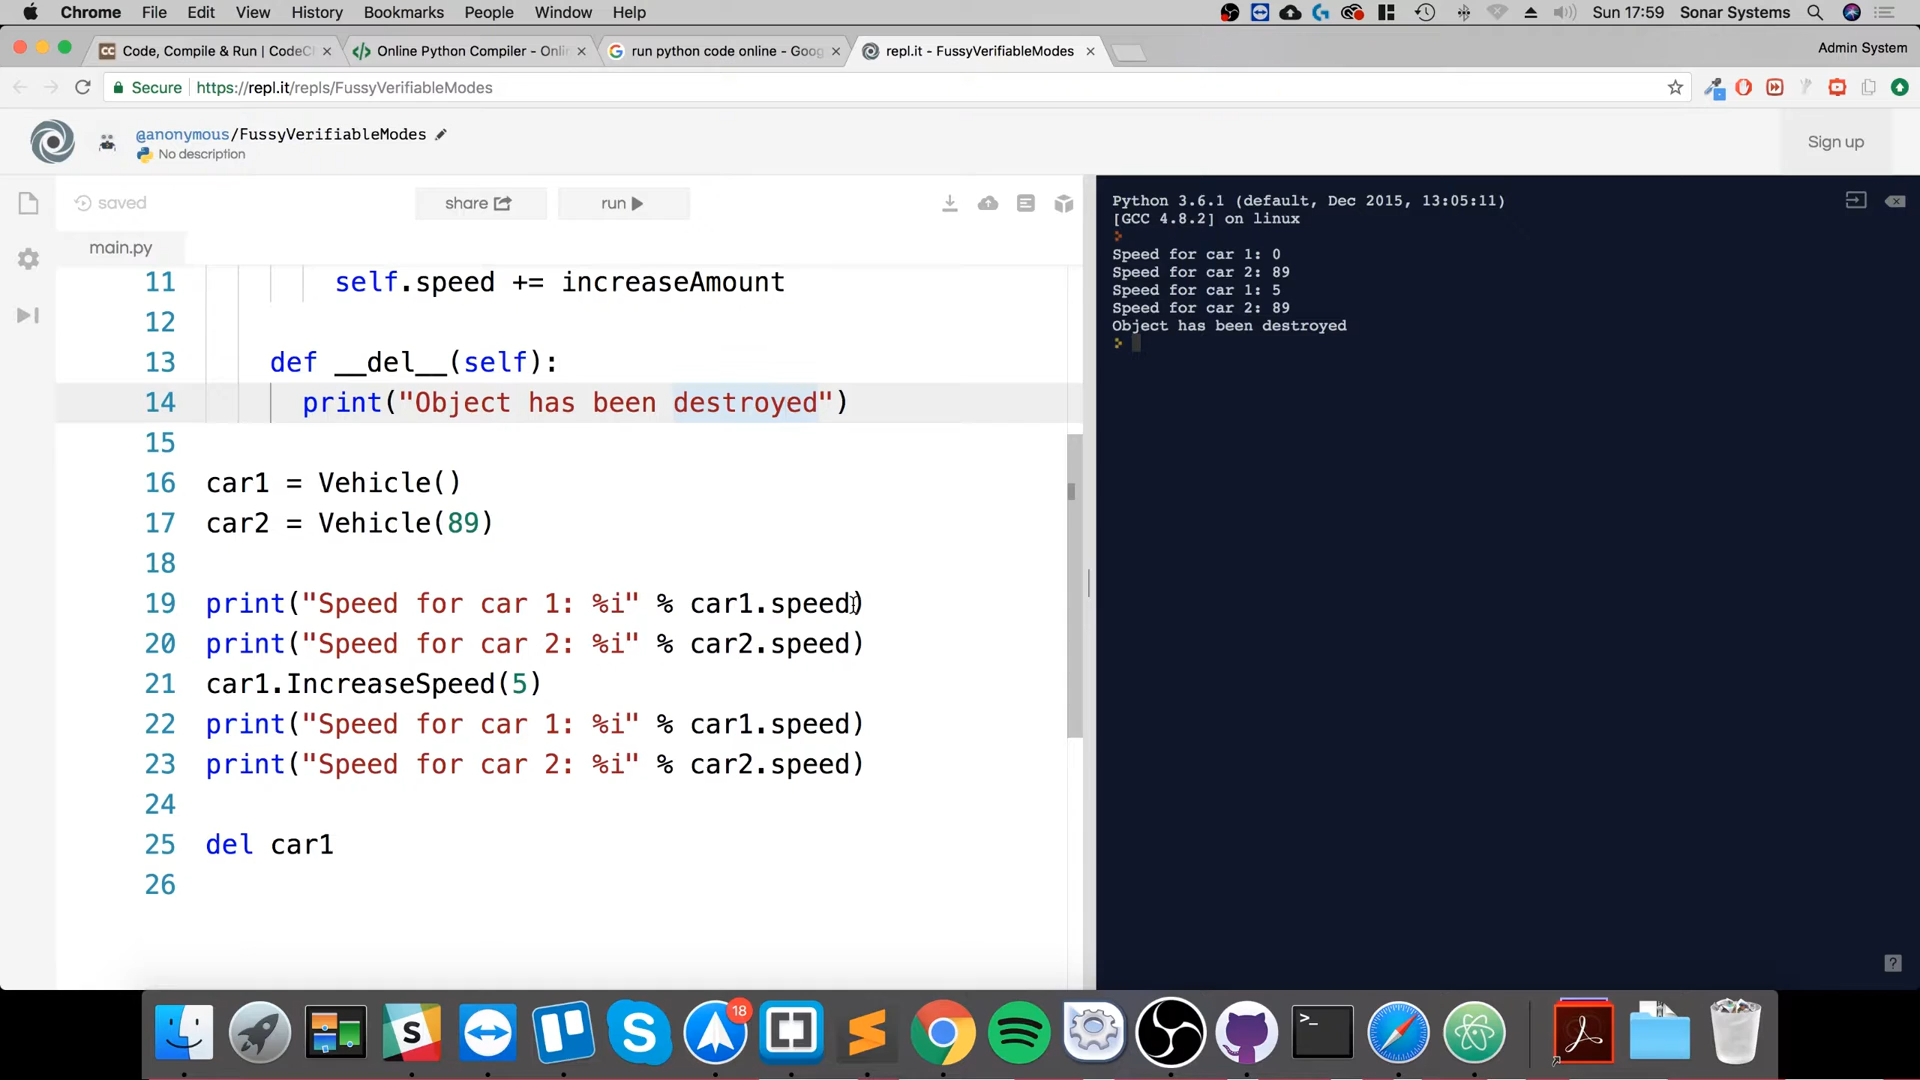 Chrome File Edit View History Bookmarks People Window Help Sun 17:59 Sonar Systems
Code, Compile & Run | CodeCh Online Python Compiler - Onli run python code online - Goog repl.it - FussyVerifiableModes Admin System
Secure https://repl.it/repls/FussyVerifiableModes
@anonymous/FussyVerifiableModes
No description
Sign up
saved share run
main.py
11 self.speed += increaseAmount
12
13 def __del__(self):
14 print("Object has been destroyed")
15
16 car1 = Vehicle()
17 car2 = Vehicle(89)
18
19 print("Speed for car 1: %i" % car1.speed)
20 print("Speed for car 2: %i" % car2.speed)
21 car1.IncreaseSpeed(5)
22 print("Speed for car 1: %i" % car1.speed)
23 print("Speed for car 2: %i" % car2.speed)
24
25 del car1
26
Python 3.6.1 (default, Dec 2015, 13:05:11)
[GCC 4.8.2] on linux
Speed for car 1: 0
Speed for car 2: 89
Speed for car 1: 5
Speed for car 2: 89
Object has been destroyed
?
18